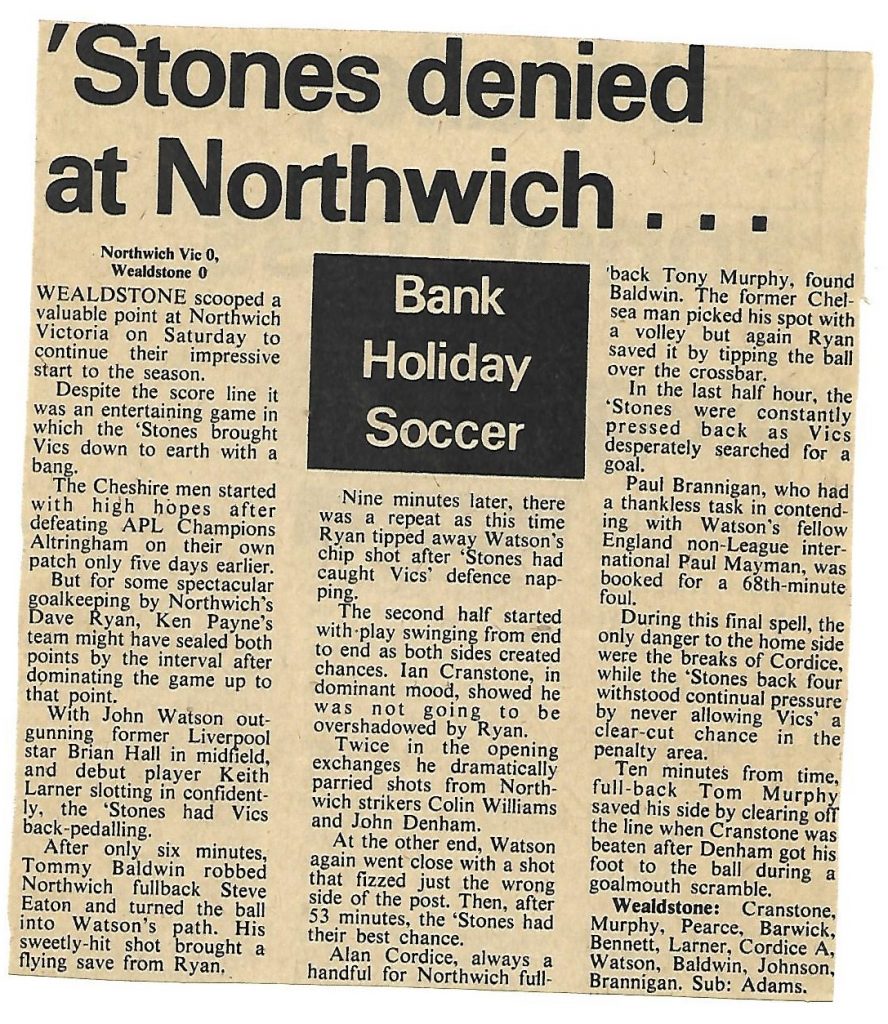 'Stones denied
at Northwich . . .
Northwich Vic 0,
Wealdstone 0
WEALDSTONE scooped a
valuable point at Northwich
Victoria on Saturday to
continue their impressive
start to the season.
Despite the score line it
was an entertaining game in
which the 'Stones brought
Vics down to earth with a
bang.
The Cheshire men started
with high hopes after
defeating APL Champions
Altringham on their own
patch only five days earlier.
But for some spectacular
goalkeeping by Northwich's
Dave Ryan, Ken Payne's
team might have sealed both
points by the interval after
dominating the game up to
that point.
With John Watson out-
gunning former Liverpool
star Brian Hall in midfield,
and debut player Keith
Larner slotting in confident-
ly, the 'Stones had Vics
back-pedalling.
After only six minutes,
Tommy Baldwin robbed
Northwich fullback Steve
Eaton and turned the ball
into Watson's path. His
sweetly-hit shot brought a
flying save from Ryan.
Bank
Holiday
Soccer
Nine minutes later, there
was a repeat as this time
Ryan tipped away Watson's
chip shot after 'Stones had
caught Vics' defence nap-
ping.
The second half started
with play swinging from end
to end as both sides created
chances. Ian Cranstone, in
dominant mood, showed he
was not going to be
overshadowed by Ryan.
Twice in the opening
exchanges he dramatically
parried shots from North-
wich strikers Colin Williams
and John Denham.
At the other end, Watson
again went close with a shot
that fizzed just the wrong
side of the post. Then, after
53 minutes, the 'Stones had
their best chance.
Alan Cordice, always a
handful for Northwich full-
'back Tony Murphy, found
Baldwin. The former Chel-
sea man picked his spot with
a volley but again Ryan
saved it by tipping the ball
over the crossbar.
In the last half hour, the
'Stones were constantly
pressed back as Vics
desperately searched for a
goal.
Paul Brannigan, who had
a thankless task in contend-
ing with Watson's fellow
England non-League inter-
national Paul Mayman, was
booked for a 68th-minute
foul.
During this final spell, the
only danger to the home side
were the breaks of Cordice,
while the 'Stones back four
withstood continual pressure
by never allowing Vics' a
clear-cut chance in the
penalty area.
Ten minutes from time,
full-back Tom Murphy
saved his side by clearing off
the line when Cranstone was
beaten after Denham got his
foot to the ball during a
goalmouth scramble.
Wealdstone: Cranstone,
Murphy, Pearce, Barwick,
Bennett, Larner, Cordice A,
Watson, Baldwin, Johnson,
Brannigan. Sub: Adams.